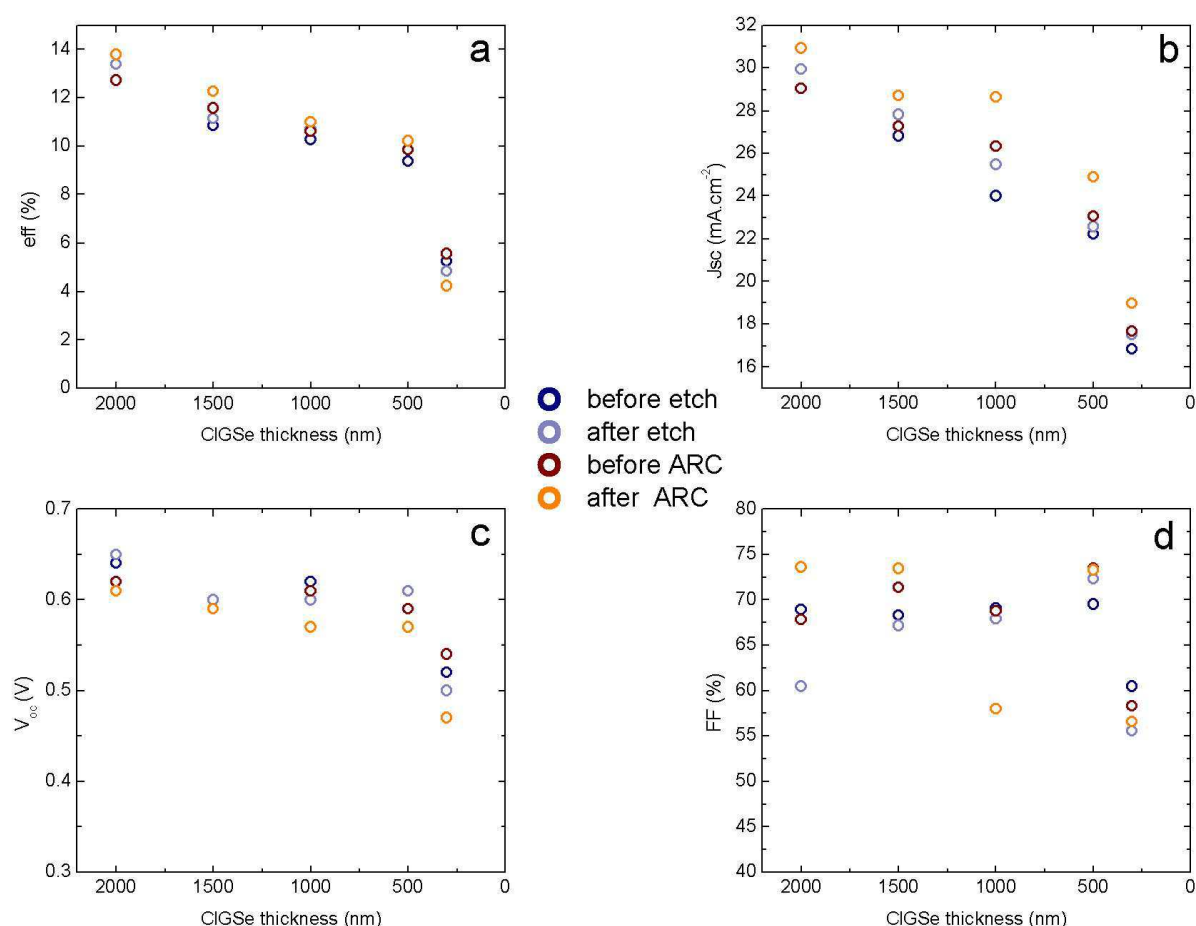 a
14
12
10
8
6
4
2
0
eff (%)
2000 1500 1000 500 0
CIGSe thickness (nm)
b
32
30
28
26
24
22
20
18
16
Jsc (mA.cm⁻²)
2000 1500 1000 500 0
CIGSe thickness (nm)
before etch
after etch
before ARC
after ARC
c
0.7
0.6
0.5
0.4
0.3
Voc (V)
2000 1500 1000 500 0
CIGSe thickness (nm)
d
80
75
70
65
60
55
50
45
40
FF (%)
2000 1500 1000 500 0
CIGSe thickness (nm)